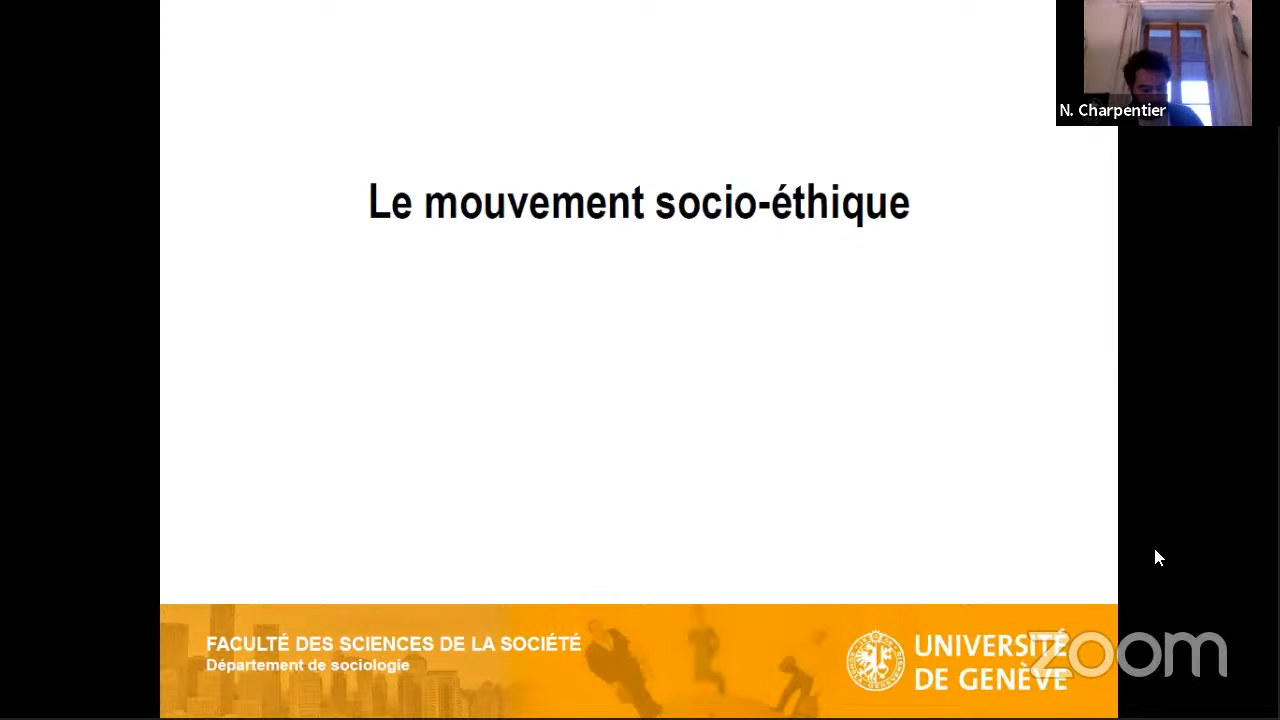 N. Charpentier
Le mouvement socio-éthique
FACULTÉ DES SCIENCES DE LA SOCIÉTÉ
Département de sociologie
UNIVERSITÉ
DE GENÈVE
zoom